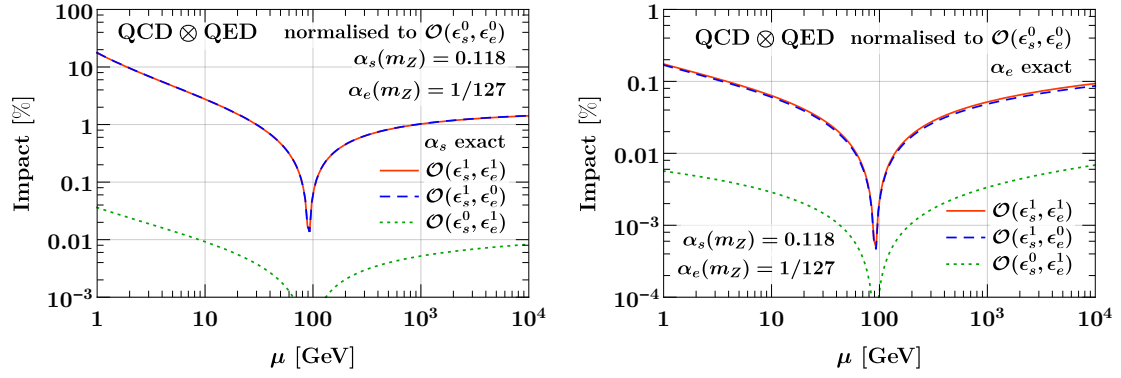 QCD ⊗ QED normalised to 𝒪(ϵ_s^0, ϵ_e^0)
α_s(m_Z) = 0.118
α_e(m_Z) = 1/127
α_s exact
𝒪(ϵ_s^1, ϵ_e^1)
𝒪(ϵ_s^1, ϵ_e^0)
𝒪(ϵ_s^0, ϵ_e^1)
Impact [%]
100
10
1
0.1
0.01
10^−3
1 10 100 10^3 10^4
μ [GeV]
QCD ⊗ QED normalised to 𝒪(ϵ_s^0, ϵ_e^0)
α_e exact
𝒪(ϵ_s^1, ϵ_e^1)
𝒪(ϵ_s^1, ϵ_e^0)
𝒪(ϵ_s^0, ϵ_e^1)
α_s(m_Z) = 0.118
α_e(m_Z) = 1/127
Impact [%]
1
0.1
0.01
10^−3
10^−4
1 10 100 10^3 10^4
μ [GeV]